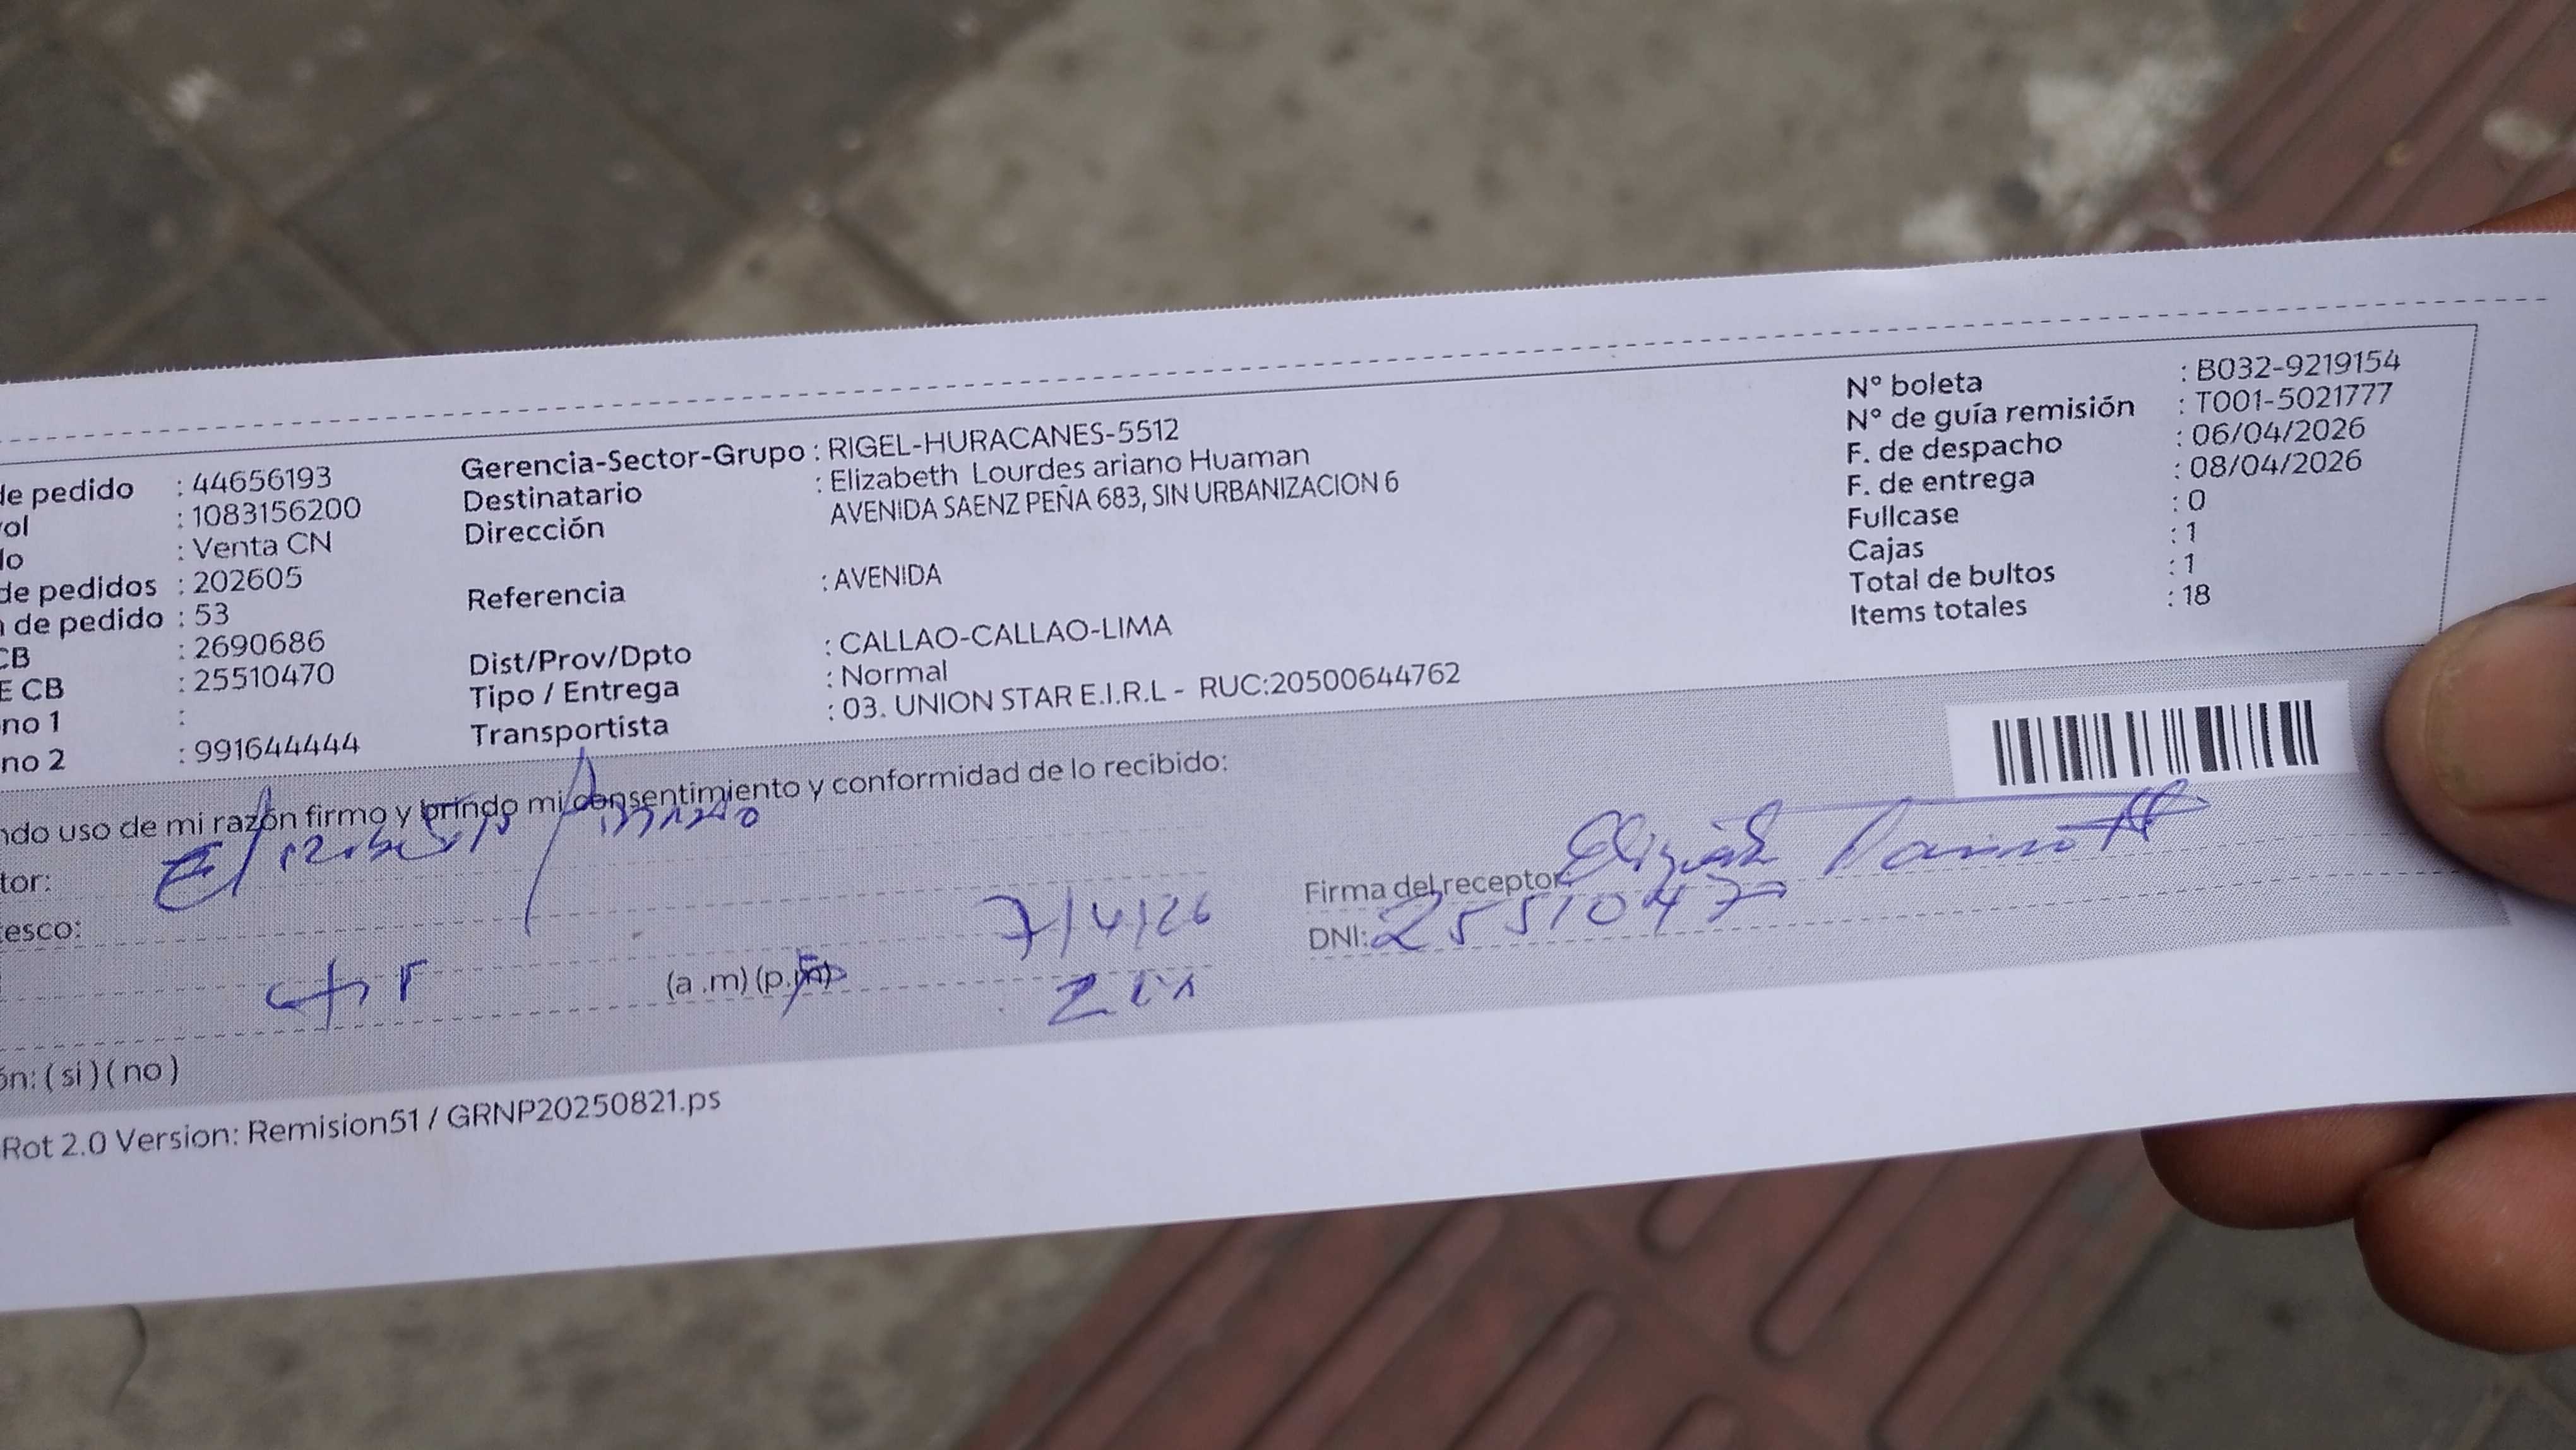 de pedido : 44656193
ol : 1083156200
do : Venta CN
de pedidos : 202605
de pedido : 53
CB : 2690686
E CB : 25510470
no 1 :
no 2 : 991644444
Gerencia-Sector-Grupo : RIGEL-HURACANES-5512
Destinatario : Elizabeth Lourdes ariano Huaman
Dirección AVENIDA SAENZ PEÑA 683, SIN URBANIZACION 6
Referencia : AVENIDA
Dist/Prov/Dpto : CALLAO-CALLAO-LIMA
Tipo / Entrega : Normal
Transportista : 03. UNION STAR E.I.R.L - RUC:20500644762
N° boleta : B032-9219154
N° de guía remisión : T001-5021777
F. de despacho : 06/04/2026
F. de entrega : 08/04/2026
Fullcase : 0
Cajas : 1
Total de bultos : 1
Items totales : 18
ndo uso de mi razón firmo y brindo mi consentimiento y conformidad de lo recibido:
tor:
esco:
7/4/26
(a .m) (p.m)
Firma del receptor:
DNI: 2551047
ón: ( si ) ( no )
Rot 2.0 Version: Remision51 / GRNP20250821.ps